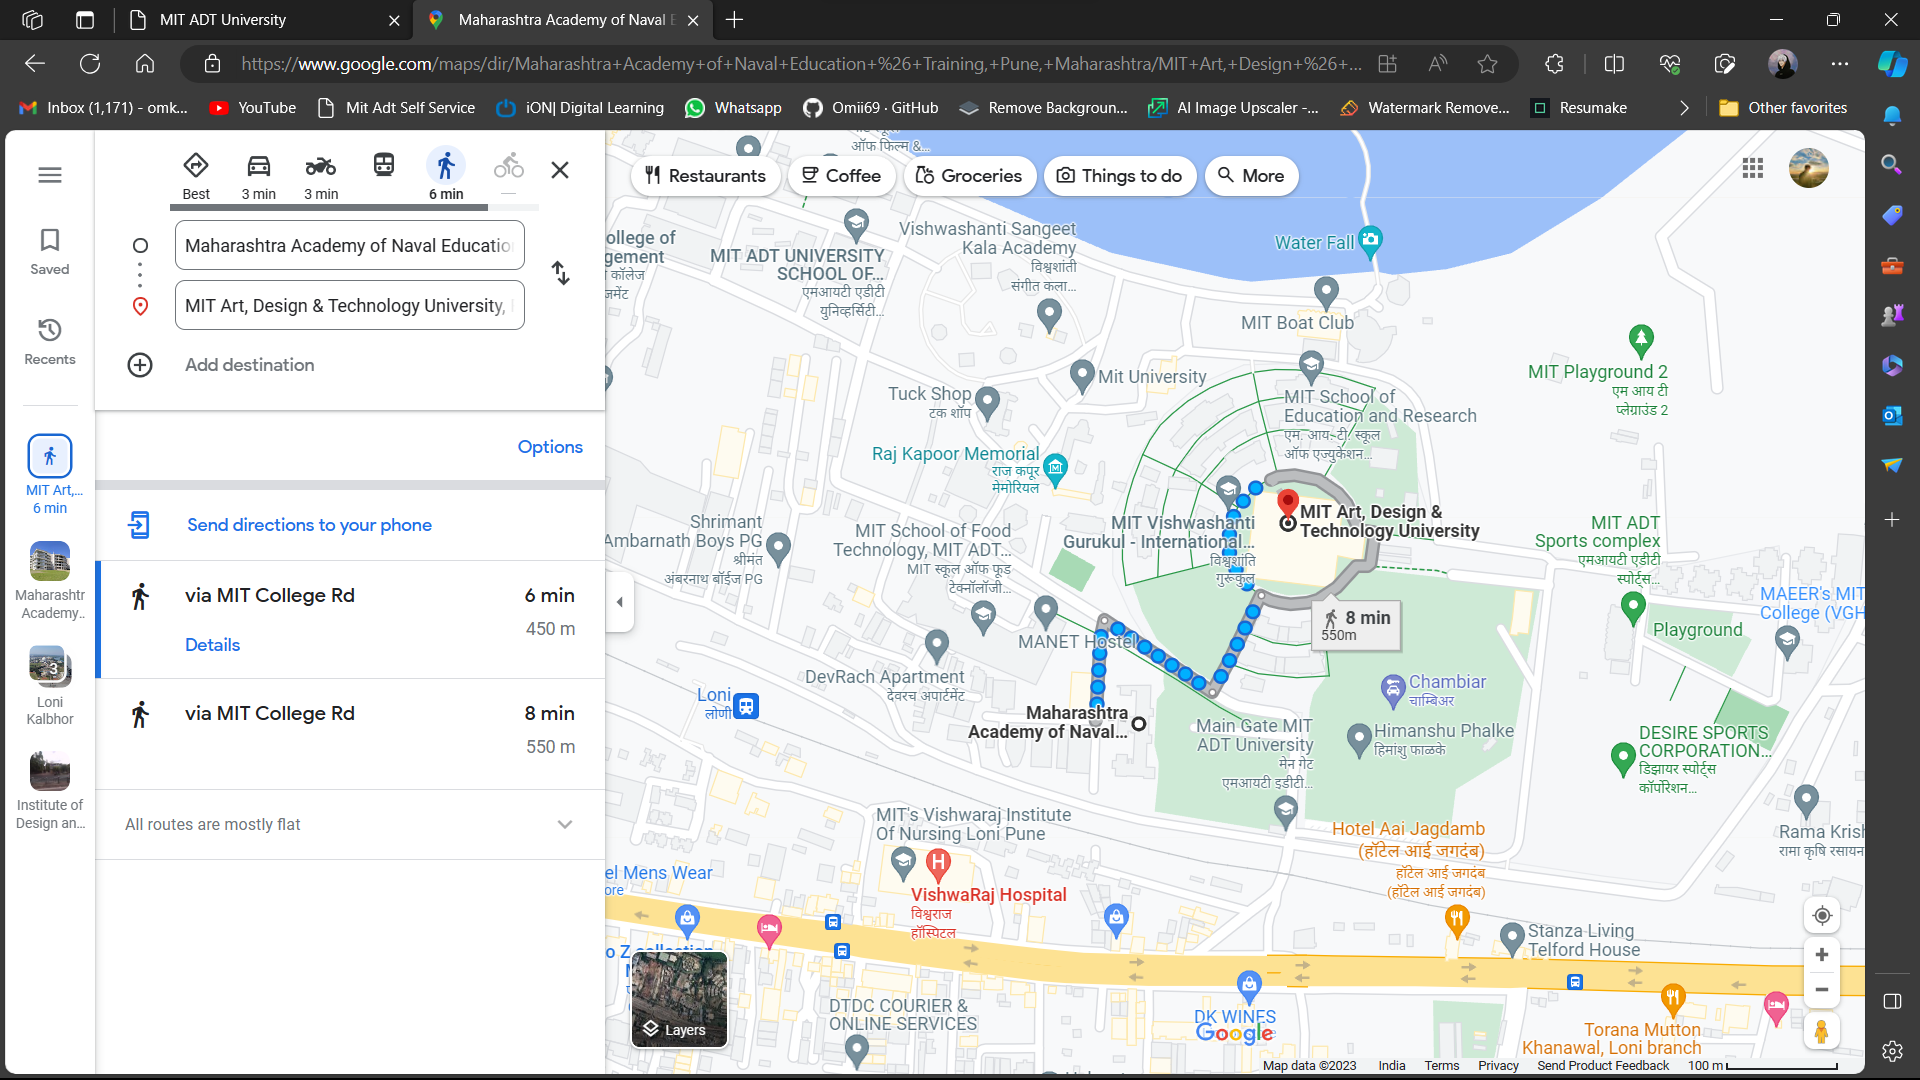 MIT ADT University
Maharashtra Academy of Naval E
https://www.google.com/maps/dir/Maharashtra+Academy+of+Naval+Education+%26+Training,+Pune,+Maharashtra/MIT+Art,+Design+%26+...
Inbox (1,171) - omk...
YouTube
Mit Adt Self Service
iON| Digital Learning
Whatsapp
Omii69 · GitHub
Remove Backgroun...
AI Image Upscaler -...
Watermark Remove...
Resumake
Other favorites
Saved
Recents
MIT Art,...
6 min
Maharashtr
Academy..
3
Loni
Kalbhor
Institute of
Design an...
Best
3 min
3 min
6 min
Maharashtra Academy of Naval Educatio
MIT Art, Design & Technology University,
Add destination
Options
Send directions to your phone
via MIT College Rd
6 min
450 m
Details
via MIT College Rd
8 min
550 m
All routes are mostly flat
Restaurants
Coffee
Groceries
Things to do
More
ऑफ फिल्म &...
ollege of
gement
कॉलेज
जमेंट
MIT ADT UNIVERSITY
SCHOOL OF...
एमआयटी एडीटी
युनिव्हर्सिटी...
Vishwashanti Sangeet
Kala Academy
विश्वशांती
संगीत कला...
Water Fall
MIT Boat Club
MIT Playground 2
एम आय टी
प्लेग्राउंड 2
Mit University
Tuck Shop
टक शॉप
MIT School of
Education and Research
एम. आय. टी. स्कूल
ऑफ एज्युकेशन...
Raj Kapoor Memorial
राज कपूर
मेमोरियल
Shrimant
Ambarnath Boys PG
श्रीमंत
अंबरनाथ बॉईज PG
MIT School of Food
Technology, MIT ADT...
MIT स्कूल ऑफ फूड
टेक्नॉलॉजी...
MIT Vishwashanti
Gurukul - International...
विश्वशांति
गुरूकुल
MIT Art, Design &
Technology University
MIT ADT
Sports complex
एमआयटी एडीटी
स्पोर्ट्स...
MAEER's MIT
College (VGH
Playground
8 min
550m
MANET Hostel
DevRach Apartment
देवरच अपार्टमेंट
Loni
लोणी
Maharashtra
Academy of Naval...
Chambiar
चाम्बिअर
Main Gate MIT
ADT University
मेन गेट
एमआयटी इडीटी...
Himanshu Phalke
हिमांशु फाळके
DESIRE SPORTS
CORPORATION...
डिझायर स्पोर्ट्स
कॉर्पोरेशन...
MIT's Vishwaraj Institute
Of Nursing Loni Pune
Hotel Aai Jagdamb
(हॉटेल आई जगदंब)
हॉटेल आई जगदंब
(हॉटेल आई जगदंब)
Rama Krish
रामा कृषि रसायन
el Mens Wear
ore
H
VishwaRaj Hospital
विश्वराज
हॉस्पिटल
o Z collection
Stanza Living
Telford House
DTDC COURIER &
ONLINE SERVICES
DK WINES
Google
Torana Mutton
Khanawal, Loni branch
Layers
Map data ©2023
India
Terms
Privacy
Send Product Feedback
100 m